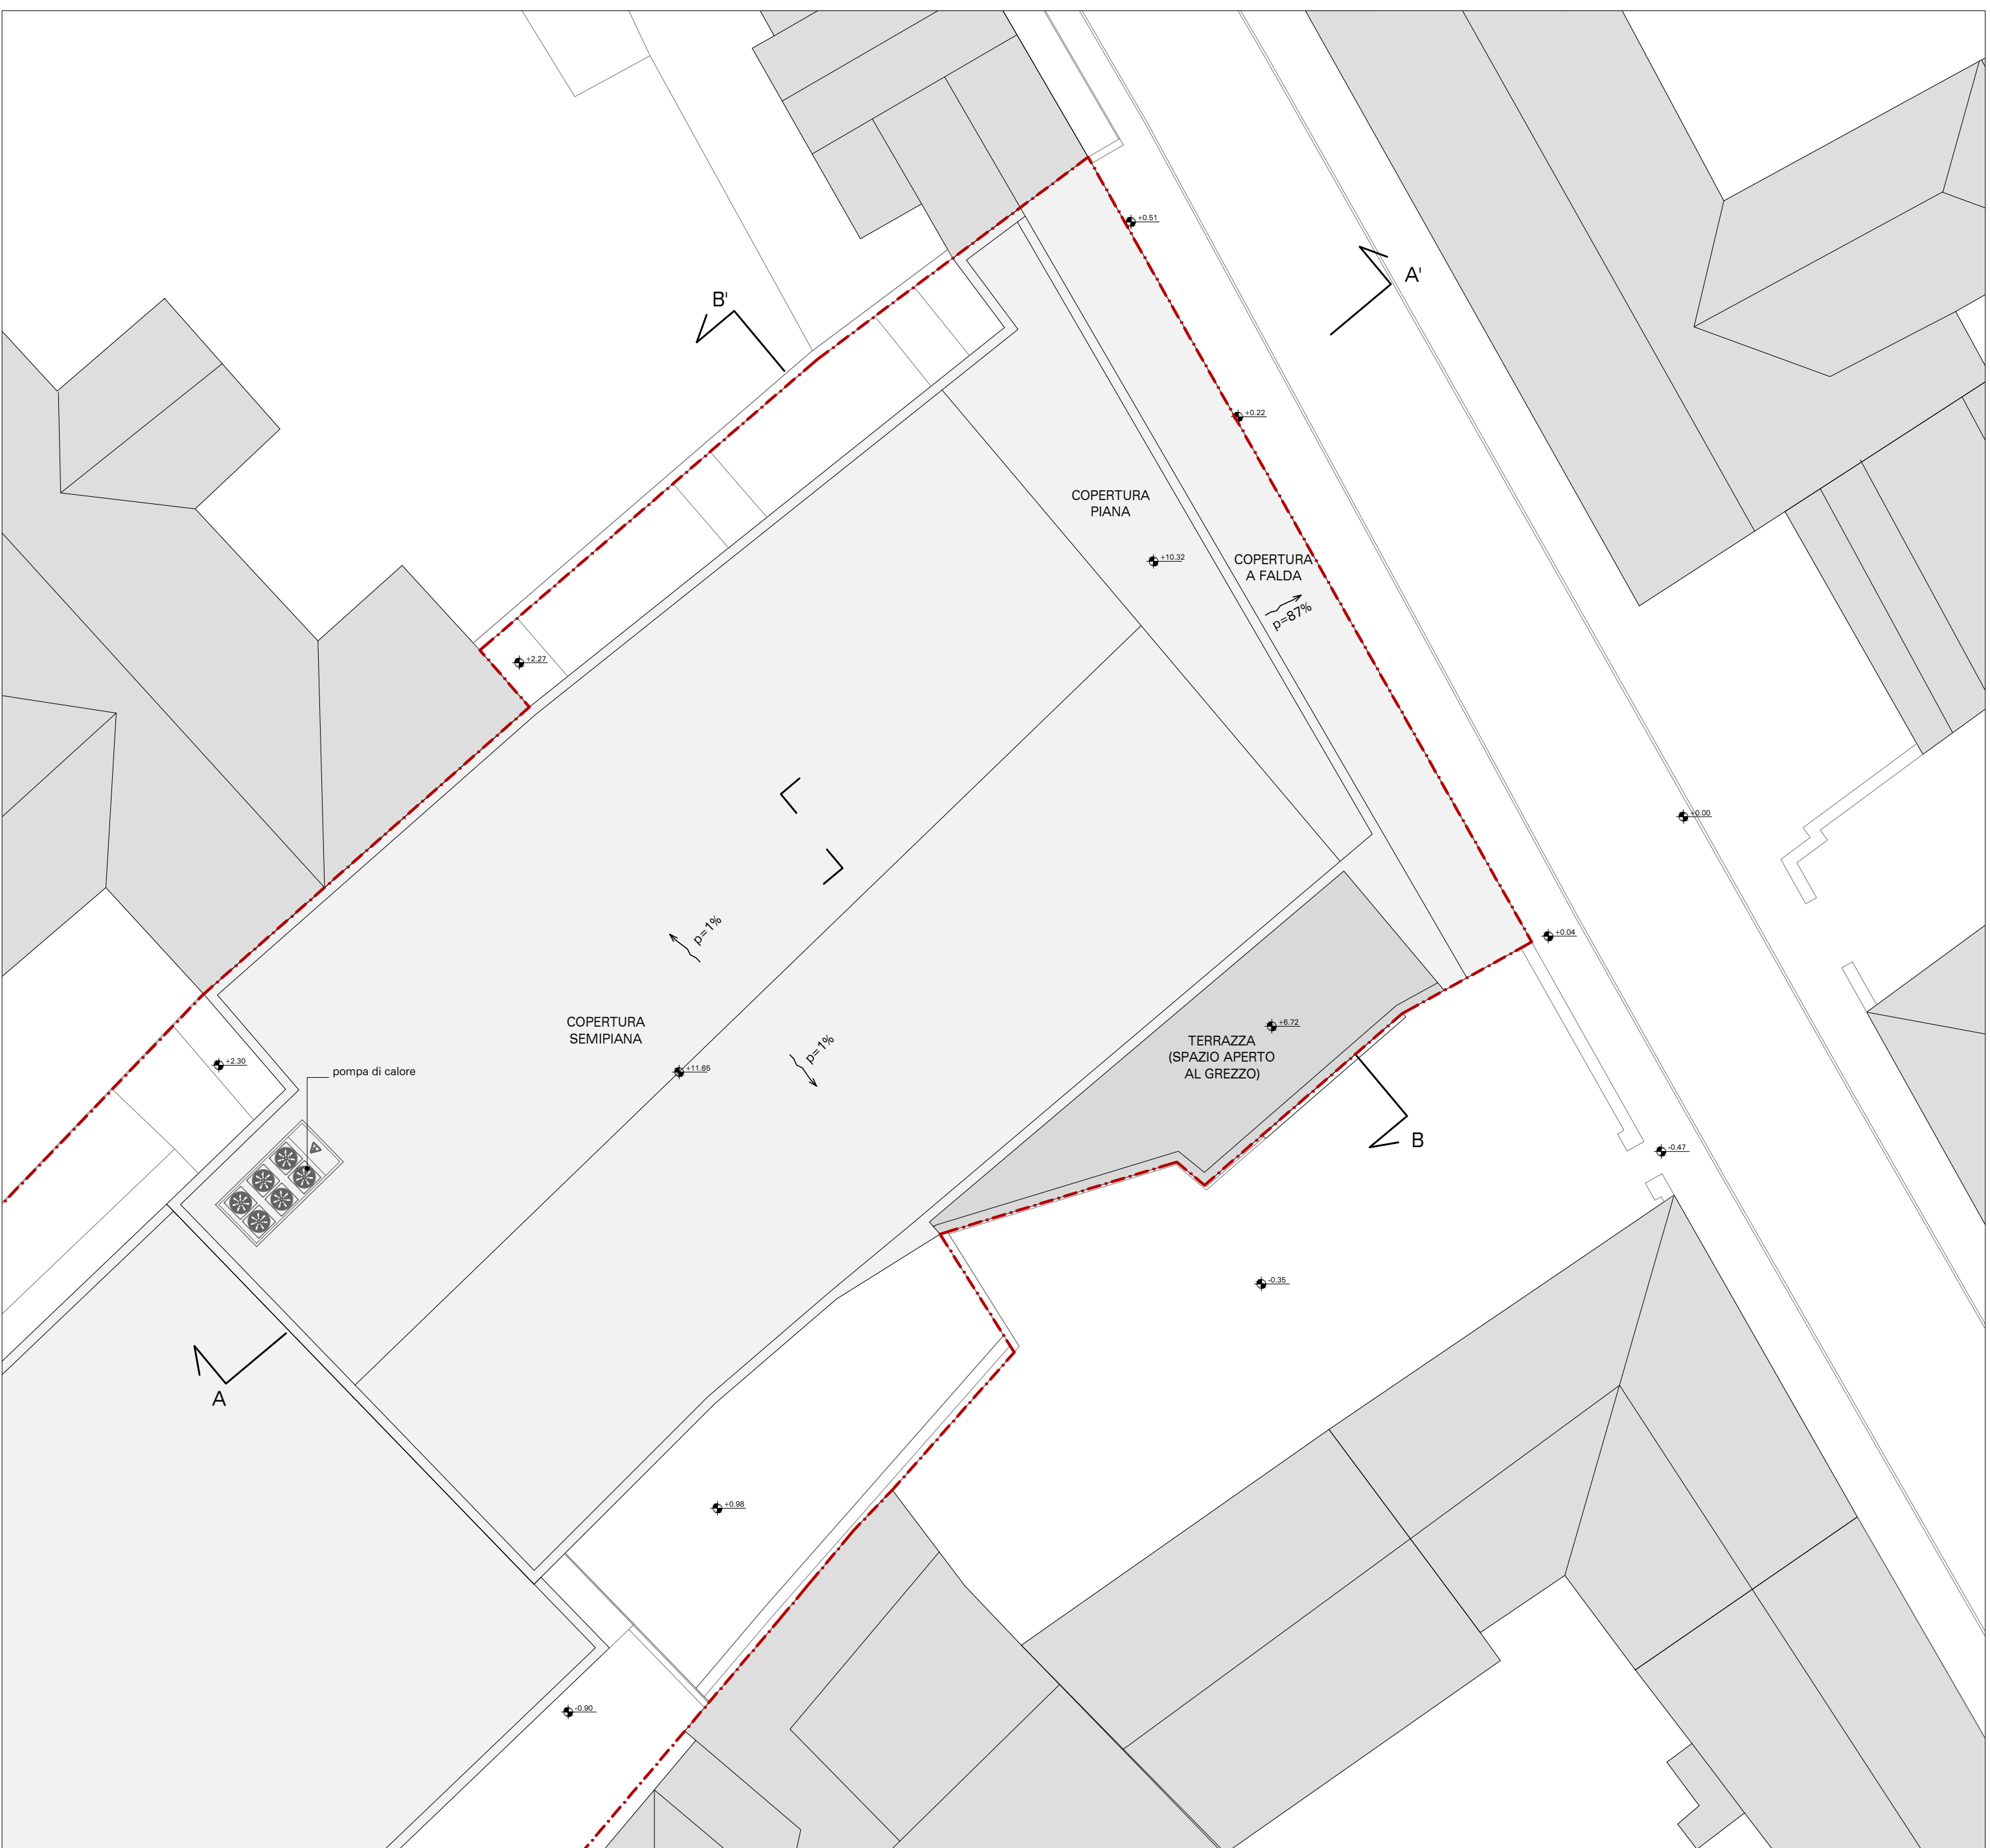 +0.51
A'
B'
+0.22
COPERTURA
PIANA
+10.32
COPERTURA
A FALDA
p=87%
+2.27
+0.00
p=1%
+0.04
COPERTURA
SEMIPIANA
+6.72
TERRAZZA
(SPAZIO APERTO
AL GREZZO)
p=1%
+2.30
pompa di calore
+11.65
B
-0.47
-0.35
A
+0.98
-0.90